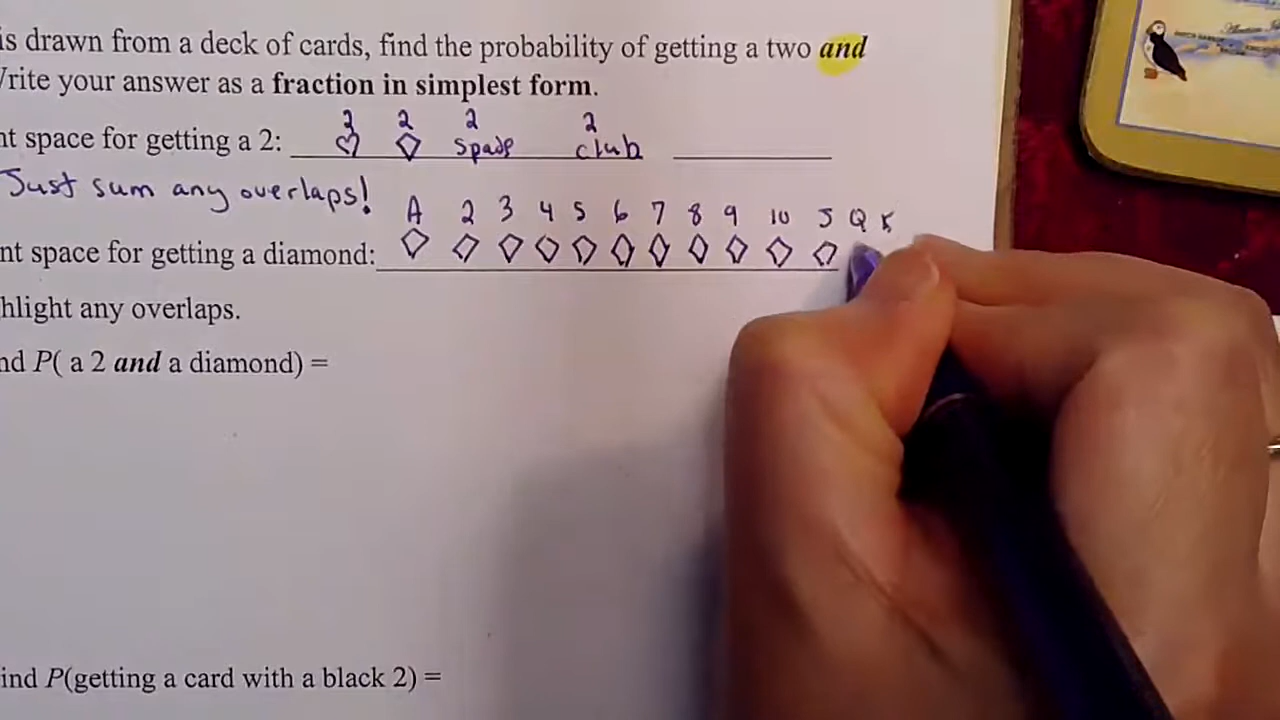 is drawn from a deck of cards, find the probability of getting a two and
Write your answer as a fraction in simplest form.
2 2 2 2
nt space for getting a 2: ♡ ◇ spade club
Just sum any overlaps!
A 2 3 4 5 6 7 8 9 10 J Q K
nt space for getting a diamond: ◇ ◇ ◇ ◇ ◇ ◇ ◇ ◇ ◇ ◇ ◇
hlight any overlaps.
nd P( a 2 and a diamond) =
ind P(getting a card with a black 2) =